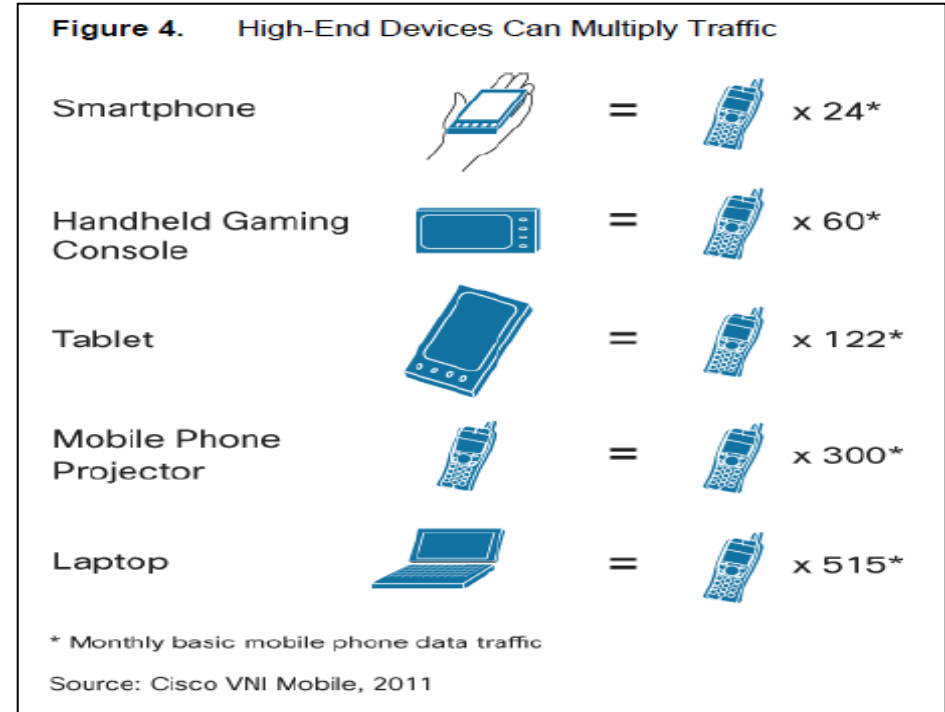 Figure 4. High-End Devices Can Multiply Traffic
Smartphone = x 24*
Handheld Gaming
Console = x 60*
Tablet = x 122*
Mobile Phone
Projector = x 300*
Laptop = x 515*
* Monthly basic mobile phone data traffic
Source: Cisco VNI Mobile, 2011